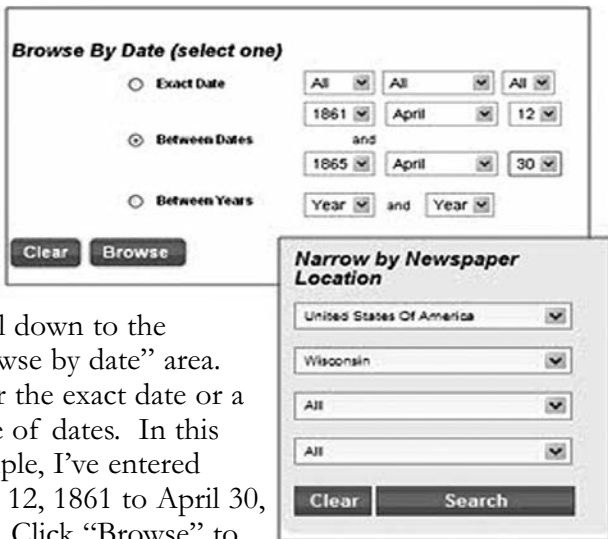 Browse By Date (select one)
Exact Date All All All
1861 April 12
Between Dates and
1865 April 30
Between Years Year and Year
Clear Browse
Narrow by Newspaper
Location
United States Of America
Wisconsin
All
All
Clear Search
down to the
by date” area.
the exact date or a
of dates. In this
I’ve entered
12, 1861 to April 30,
Click “Browse” to